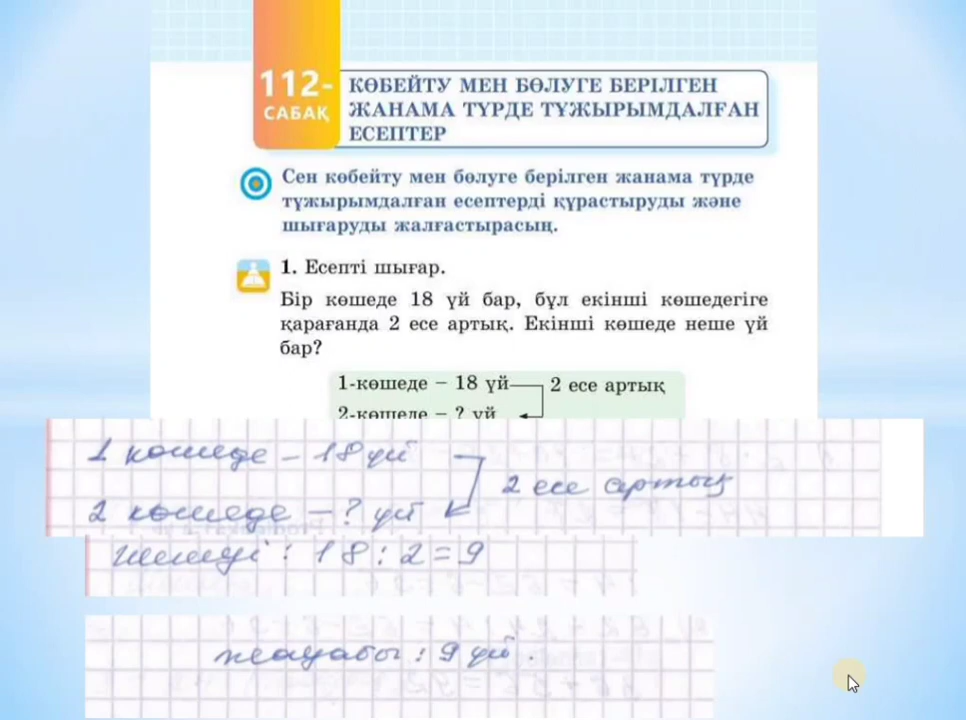 112-
САБАҚ
КӨБЕЙТУ МЕН БӨЛУГЕ БЕРІЛГЕН
ЖАНАМА ТҮРДЕ ТҰЖЫРЫМДАЛҒАН
ЕСЕПТЕР
Сен көбейту мен бөлуге берілген жанама түрде
тұжырымдалған есептерді құрастыруды және
шығаруды жалғастырасың.
1. Есепті шығар.
Бір көшеде 18 үй бар, бұл екінші көшедегіге
қарағанда 2 есе артық. Екінші көшеде неше үй
бар?
1-көшеде – 18 үй 2 есе артық
2-көшеде – ? үй
1 көшеде – 18 үй
2 есе артық
2 көшеде – ? үй
шешуі : 18 : 2 = 9
жауабы : 9 үй .